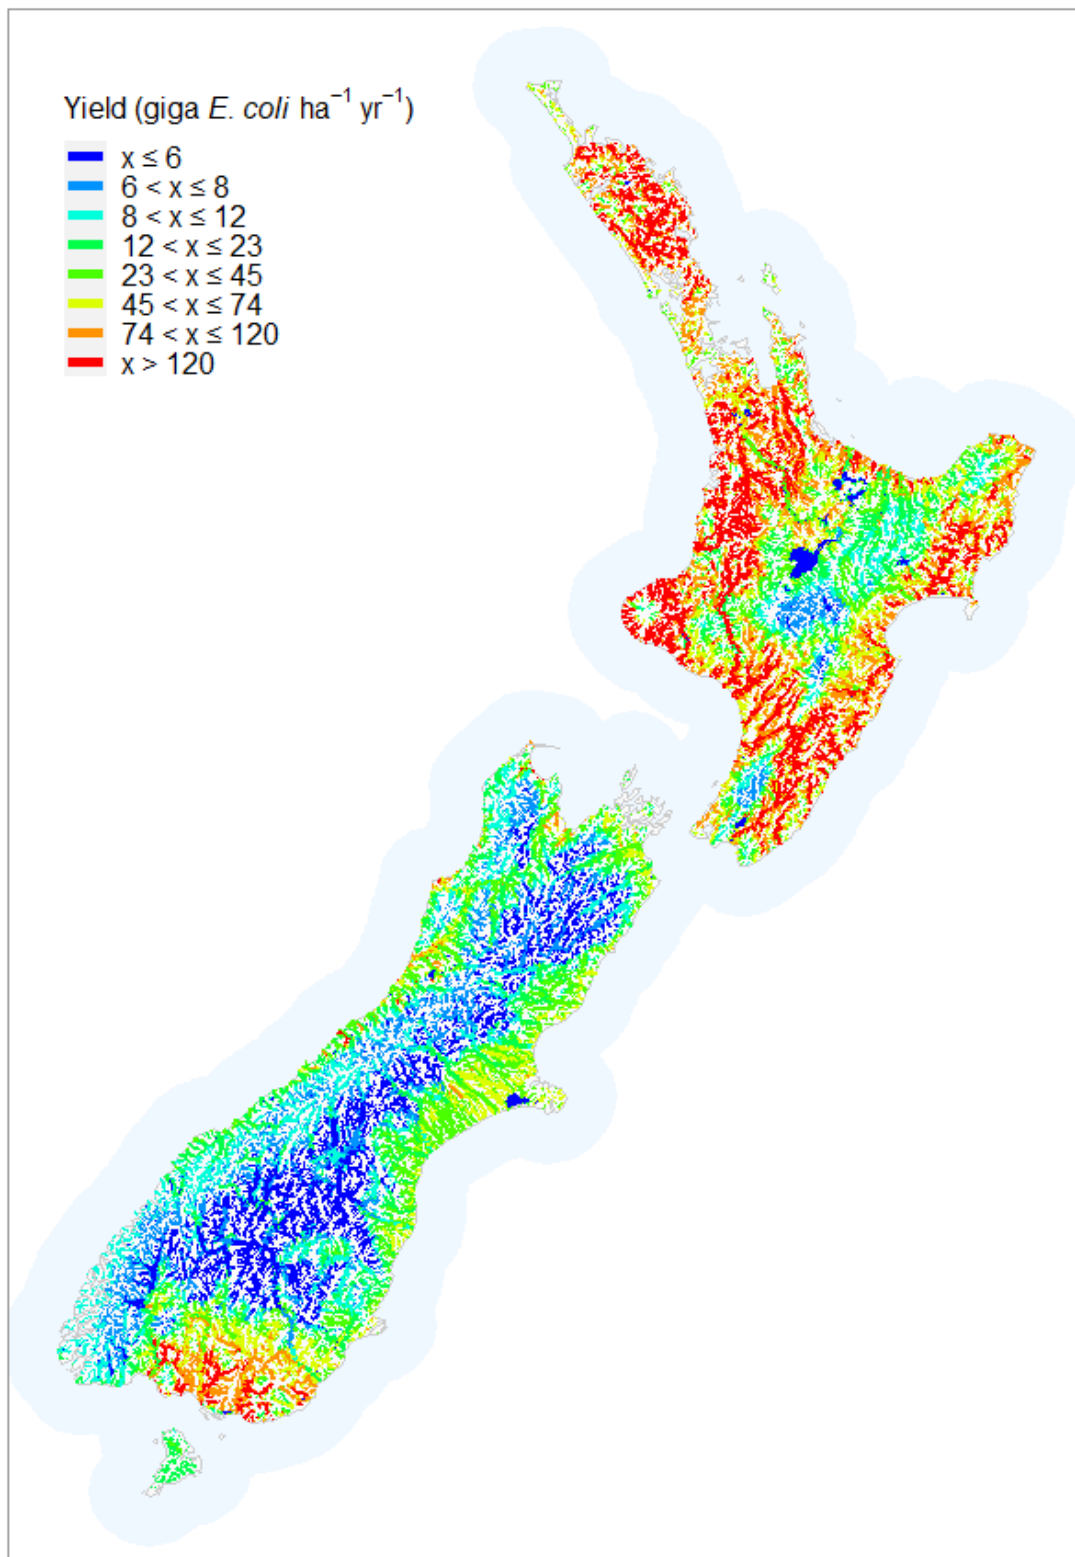 Yield (giga E. coli ha⁻¹ yr⁻¹)
x ≤ 6
6 < x ≤ 8
8 < x ≤ 12
12 < x ≤ 23
23 < x ≤ 45
45 < x ≤ 74
74 < x ≤ 120
x > 120